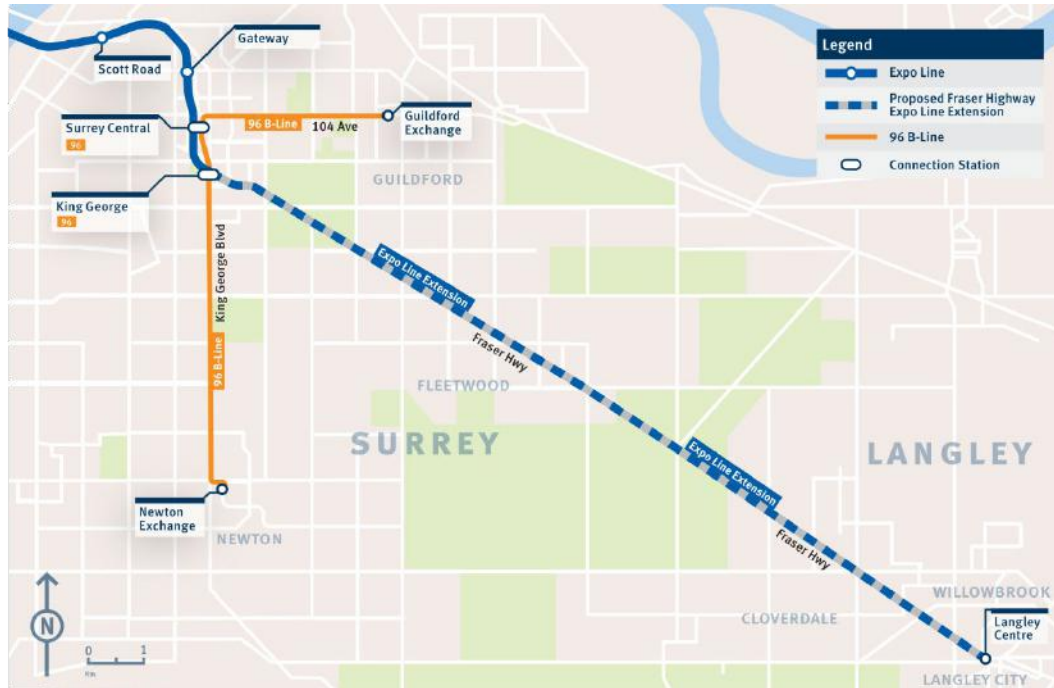 Gateway
Scott Road
Surrey Central
96
96 B-Line
104 Ave
Guildford
Exchange
King George
96
GUILDFORD
King George Blvd
96 B-Line
Expo Line Extension
Fraser Hwy
FLEETWOOD
SURREY
LANGLEY
Expo Line Extension
Fraser Hwy
Newton
Exchange
NEWTON
WILLOWBROOK
CLOVERDALE
Langley
Centre
LANGLEY CITY
N
0 1
Km
Legend
Expo Line
Proposed Fraser Highway
Expo Line Extension
96 B-Line
Connection Station